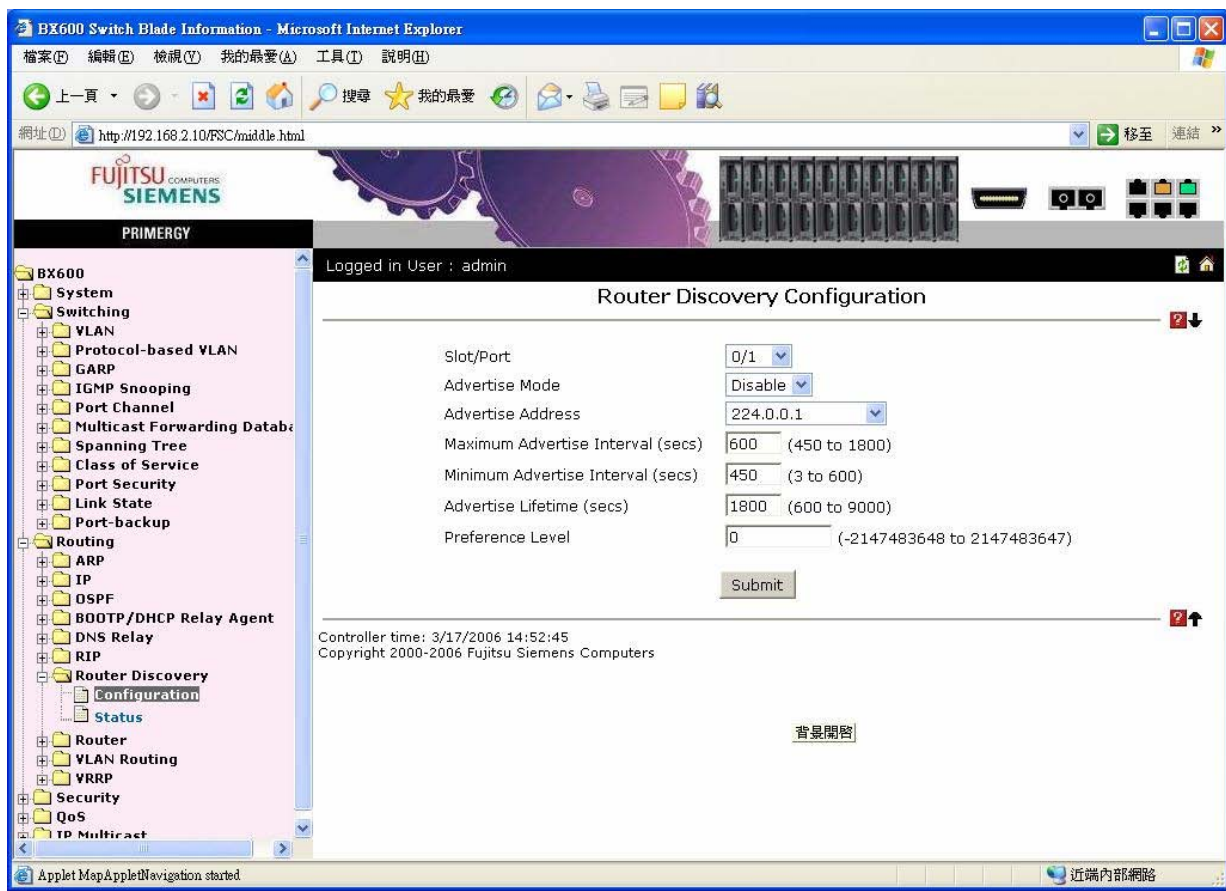 BX600 Switch Blade Information - Microsoft Internet Explorer
檔案(F) 編輯(E) 檢視(V) 我的最愛(A) 工具(T) 說明(H)
上一頁 搜尋 我的最愛
網址(D) http://192.168.2.10/FSC/middle.html 移至 連結 »
FUJITSU COMPUTERS
SIEMENS
PRIMERGY
BX600
System
Switching
VLAN
Protocol-based VLAN
GARP
IGMP Snooping
Port Channel
Multicast Forwarding Databa
Spanning Tree
Class of Service
Port Security
Link State
Port-backup
Routing
ARP
IP
OSPF
BOOTP/DHCP Relay Agent
DNS Relay
RIP
Router Discovery
Configuration
Status
Router
VLAN Routing
VRRP
Security
QoS
IP Multicast
Logged in User : admin
Router Discovery Configuration
Slot/Port 0/1
Advertise Mode Disable
Advertise Address 224.0.0.1
Maximum Advertise Interval (secs) 600 (450 to 1800)
Minimum Advertise Interval (secs) 450 (3 to 600)
Advertise Lifetime (secs) 1800 (600 to 9000)
Preference Level 0 (-2147483648 to 2147483647)
Submit
Controller time: 3/17/2006 14:52:45
Copyright 2000-2006 Fujitsu Siemens Computers
背景開啓
Applet MapAppletNavigation started 近端內部網路